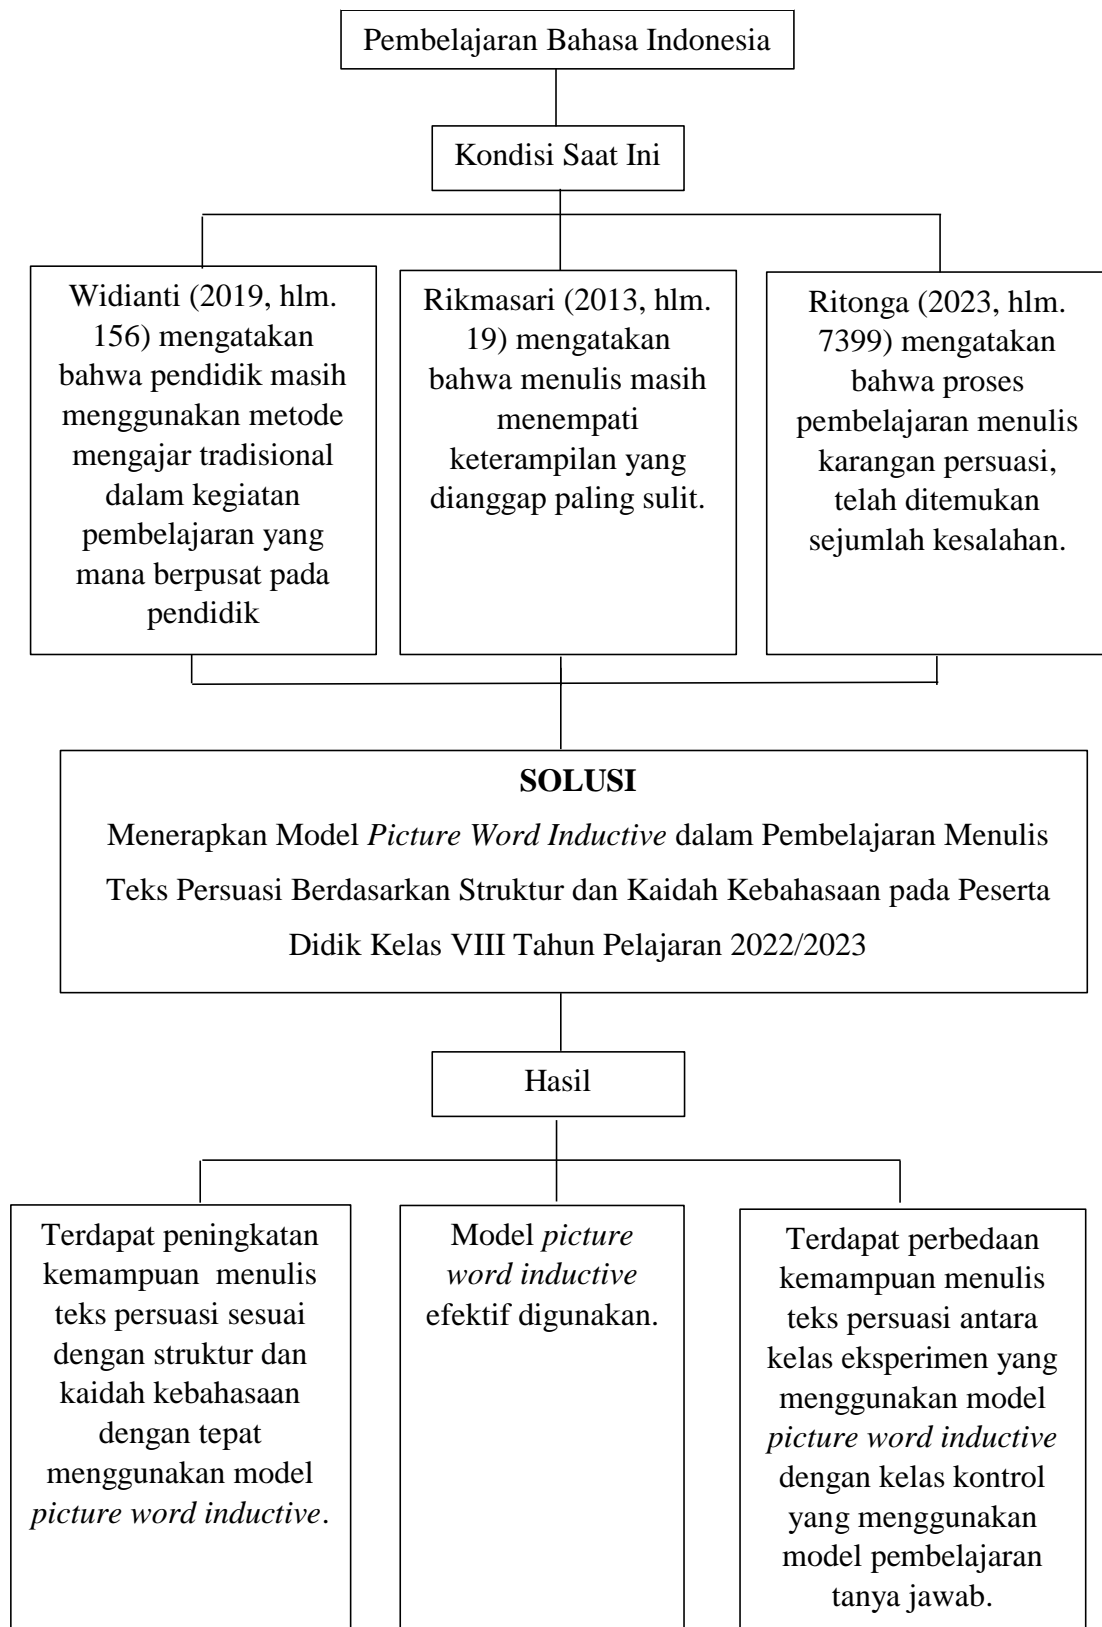 Pembelajaran Bahasa Indonesia
Kondisi Saat Ini
Widianti (2019, hlm.
156) mengatakan
bahwa pendidik masih
menggunakan metode
mengajar tradisional
dalam kegiatan
pembelajaran yang
mana berpusat pada
pendidik
Rikmasari (2013, hlm.
19) mengatakan
bahwa menulis masih
menempati
keterampilan yang
dianggap paling sulit.
Ritonga (2023, hlm.
7399) mengatakan
bahwa proses
pembelajaran menulis
karangan persuasi,
telah ditemukan
sejumlah kesalahan.
SOLUSI
Menerapkan Model Picture Word Inductive dalam Pembelajaran Menulis
Teks Persuasi Berdasarkan Struktur dan Kaidah Kebahasaan pada Peserta
Didik Kelas VIII Tahun Pelajaran 2022/2023
Hasil
Terdapat peningkatan
kemampuan  menulis
teks persuasi sesuai
dengan struktur dan
kaidah kebahasaan
dengan tepat
menggunakan model
picture word inductive.
Model picture
word inductive
efektif digunakan.
Terdapat perbedaan
kemampuan menulis
teks persuasi antara
kelas eksperimen yang
menggunakan model
picture word inductive
dengan kelas kontrol
yang menggunakan
model pembelajaran
tanya jawab.